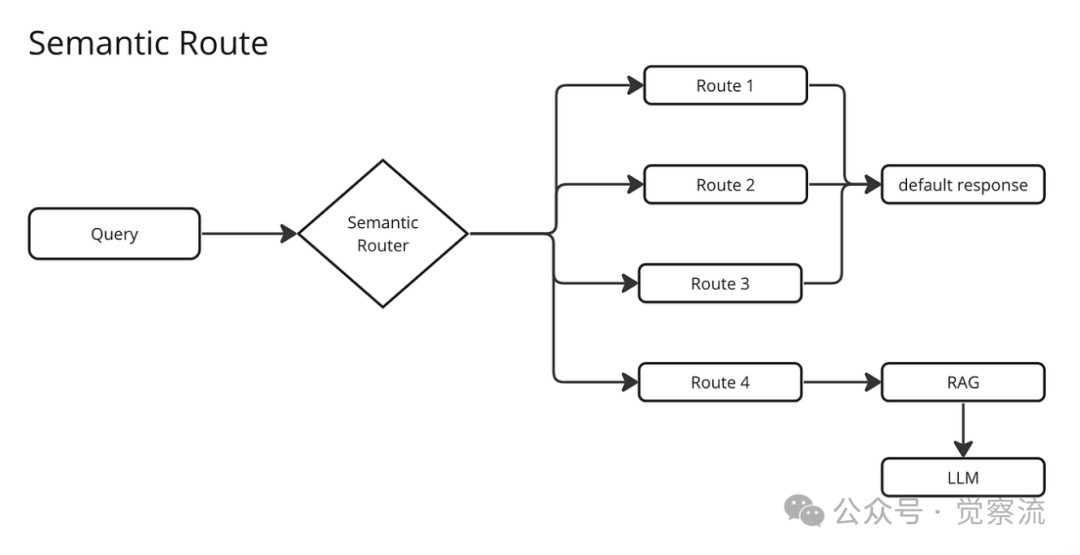 Semantic Route
Query
Semantic
Router
Route 1
Route 2
Route 3
Route 4
default response
RAG
LLM
公众号 · 觉察流